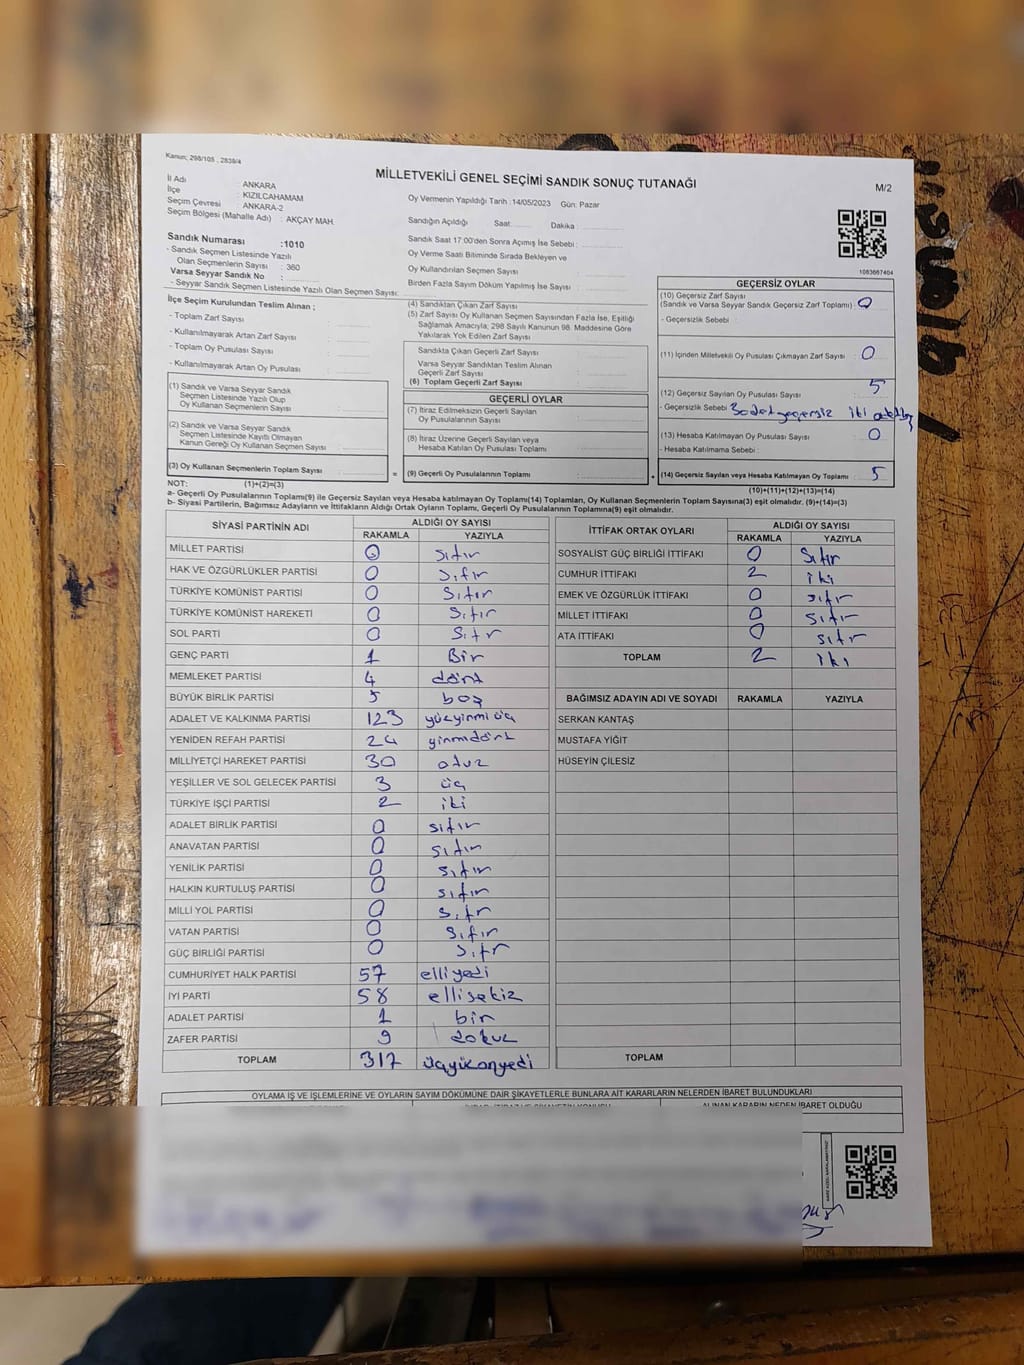 Kanun; 298/105 , 2839/4
MİLLETVEKİLİ GENEL SEÇİMİ SANDIK SONUÇ TUTANAĞI
M/2
İl Adı : ANKARA
İlçe : KIZILCAHAMAM
Seçim Çevresi : ANKARA-2
Seçim Bölgesi (Mahalle Adı) : AKÇAY MAH.
Oy Vermenin Yapıldığı Tarih : 14/05/2023 Gün: Pazar
Sandığın Açıldığı Saat Dakika :
Sandık Numarası :1010
- Sandık Seçmen Listesinde Yazılı
Olan Seçmenlerin Sayısı : 360
Varsa Seyyar Sandık No :
- Seyyar Sandık Seçmen Listesinde Yazılı Olan Seçmen Sayısı:
Sandık Saat 17:00'den Sonra Açımış İse Sebebi :
Oy Verme Saati Bitiminde Sırada Bekleyen ve
Oy Kullandırılan Seçmen Sayısı :
Birden Fazla Sayım Döküm Yapılmış İse Sayısı :
1083667404
İlçe Seçim Kurulundan Teslim Alınan ;
- Toplam Zarf Sayısı :
- Kullanılmayarak Artan Zarf Sayısı :
- Toplam Oy Pusulası Sayısı :
- Kullanılmayarak Artan Oy Pusulası :
(1) Sandık ve Varsa Seyyar Sandık
Seçmen Listesinde Yazılı Olup
Oy Kullanan Seçmenlerin Sayısı :
(2) Sandık ve Varsa Seyyar Sandık
Seçmen Listesinde Kayıtlı Olmayan
Kanun Gereği Oy Kullanan Seçmen Sayısı :
(3) Oy Kullanan Seçmenlerin Toplam Sayısı :
(4) Sandıktan Çıkan Zarf Sayısı :
(5) Zarf Sayısı Oy Kullanan Seçmen Sayısından Fazla İse, Eşitliği
Sağlamak Amacıyla; 298 Sayılı Kanunun 98. Maddesine Göre
Yakılarak Yok Edilen Zarf Sayısı :
Sandıkta Çıkan Geçerli Zarf Sayısı :
Varsa Seyyar Sandıktan Teslim Alınan
Geçerli Zarf Sayısı :
(6) Toplam Geçerli Zarf Sayısı :
GEÇERLİ OYLAR
(7) İtiraz Edilmeksizin Geçerli Sayılan
Oy Pusulasının Sayısı :
(8) İtiraz Üzerine Geçerli Sayılan veya
Hesaba Katılan Oy Pusulası Toplamı :
= (9) Geçerli Oy Pusulalarının Toplamı :
GEÇERSİZ OYLAR
(10) Geçersiz Zarf Sayısı
(Sandık ve Varsa Seyyar Sandık Geçersiz Zarf Toplamı) : 0
- Geçersizlik Sebebi :
(11) İçinden Milletvekili Oy Pusulası Çıkmayan Zarf Sayısı : 0
(12) Geçersiz Sayılan Oy Pusulası Sayısı : 5
- Geçersizlik Sebebi 3 adet geçersiz iki adet boş
(13) Hesaba Katılmayan Oy Pusulası Sayısı : 0
- Hesaba Katılmama Sebebi :
+ (14) Geçersiz Sayılan veya Hesaba Katılmayan Oy Toplamı : 5
NOT: (1)+(2)=(3) (10)+(11)+(12)+(13)=(14)
a- Geçerli Oy Pusulalarının Toplamı(9) ile Geçersiz Sayılan veya Hesaba katılmayan Oy Toplamı(14) Toplamları, Oy Kullanan Seçmenlerin Toplam Sayısına(3) eşit olmalıdır. (9)+(14)=(3)
b- Siyasi Partilerin, Bağımsız Adayların ve İttifakların Aldığı Ortak Oyların Toplamı, Geçerli Oy Pusulalarının Toplamına(9) eşit olmalıdır.
SİYASİ PARTİNİN ADI ALDIĞI OY SAYISI
RAKAMLA YAZIYLA
MİLLET PARTİSİ 0 sıfır
HAK VE ÖZGÜRLÜKLER PARTİSİ 0 sıfır
TÜRKİYE KOMÜNİST PARTİSİ 0 sıfır
TÜRKİYE KOMÜNİST HAREKETİ 0 sıfır
SOL PARTİ 0 sıfr
GENÇ PARTİ 1 Bir
MEMLEKET PARTİSİ 4 dört
BÜYÜK BİRLİK PARTİSİ 5 beş
ADALET VE KALKINMA PARTİSİ 123 yüzyirmi üç
YENİDEN REFAH PARTİSİ 24 yirmidört
MİLLİYETÇİ HAREKET PARTİSİ 30 otuz
YEŞİLLER VE SOL GELECEK PARTİSİ 3 üç
TÜRKİYE İŞÇİ PARTİSİ 2 iki
ADALET BİRLİK PARTİSİ 0 sıfır
ANAVATAN PARTİSİ 0 sıfır
YENİLİK PARTİSİ 0 sıfır
HALKIN KURTULUŞ PARTİSİ 0 sıfır
MİLLİ YOL PARTİSİ 0 sıfr
VATAN PARTİSİ 0 sıfır
GÜÇ BİRLİĞİ PARTİSİ 0 sıfr
CUMHURİYET HALK PARTİSİ 57 elliyedi
İYİ PARTİ 58 ellisekiz
ADALET PARTİSİ 1 bir
ZAFER PARTİSİ 9 dokuz
TOPLAM 317 üçyüzonyedi
İTTİFAK ORTAK OYLARI ALDIĞI OY SAYISI
RAKAMLA YAZIYLA
SOSYALİST GÜÇ BİRLİĞİ İTTİFAKI 0 Sıfır
CUMHUR İTTİFAKI 2 iki
EMEK VE ÖZGÜRLÜK İTTİFAKI 0 sıfır
MİLLET İTTİFAKI 0 sıfır
ATA İTTİFAKI 0 sıfır
TOPLAM 2 iki
BAĞIMSIZ ADAYIN ADI VE SOYADI RAKAMLA YAZIYLA
SERKAN KANTAŞ
MUSTAFA YİĞİT
HÜSEYİN ÇİLESİZ
TOPLAM
OYLAMA İŞ VE İŞLEMLERİNE VE OYLARIN SAYIM DÖKÜMÜNE DAİR ŞİKAYETLERLE BUNLARA AİT KARARLARIN NELERDEN İBARET BULUNDUKLARI
ALINAN KARARIN NEDEN İBARET OLDUĞU